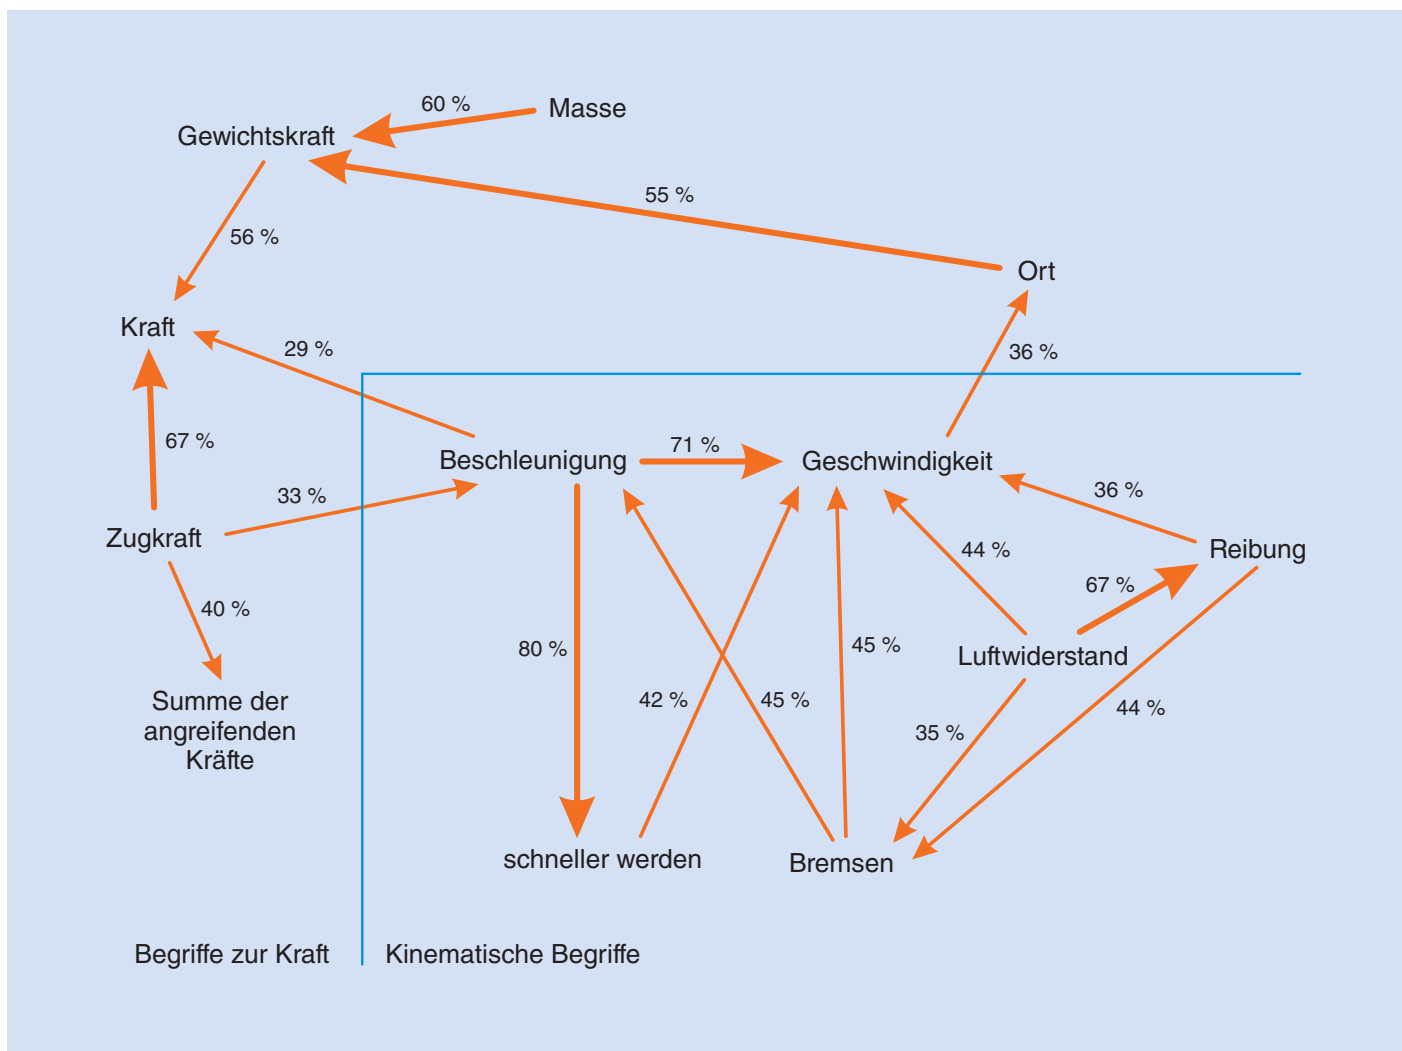 60 %
Masse
Gewichtskraft
55 %
56 %
Ort
Kraft
29 %
36 %
67 %
71 %
Beschleunigung
Geschwindigkeit
33 %
36 %
Zugkraft
44 %
Reibung
67 %
40 %
80 %
45 %
Luftwiderstand
Summe der
angreifenden
Kräfte
42 %
45 %
44 %
35 %
schneller werden
Bremsen
Begriffe zur Kraft
Kinematische Begriffe